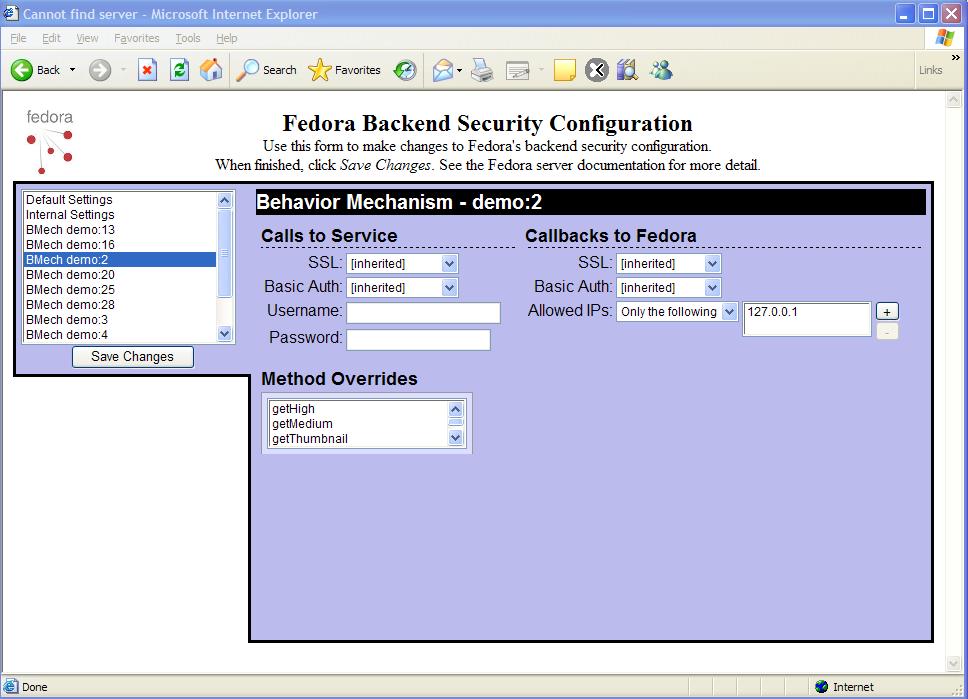 Cannot find server - Microsoft Internet Explorer
File Edit View Favorites Tools Help
Back Search Favorites Links »
fedora
Fedora Backend Security Configuration
Use this form to make changes to Fedora's backend security configuration.
When finished, click Save Changes. See the Fedora server documentation for more detail.
Default Settings
Internal Settings
BMech demo:13
BMech demo:16
BMech demo:2
BMech demo:20
BMech demo:25
BMech demo:28
BMech demo:3
BMech demo:4
Save Changes
Behavior Mechanism - demo:2
Calls to Service
SSL: [inherited]
Basic Auth: [inherited]
Username:
Password:
Callbacks to Fedora
SSL: [inherited]
Basic Auth: [inherited]
Allowed IPs: Only the following 127.0.0.1 +
-
Method Overrides
getHigh
getMedium
getThumbnail
Done Internet